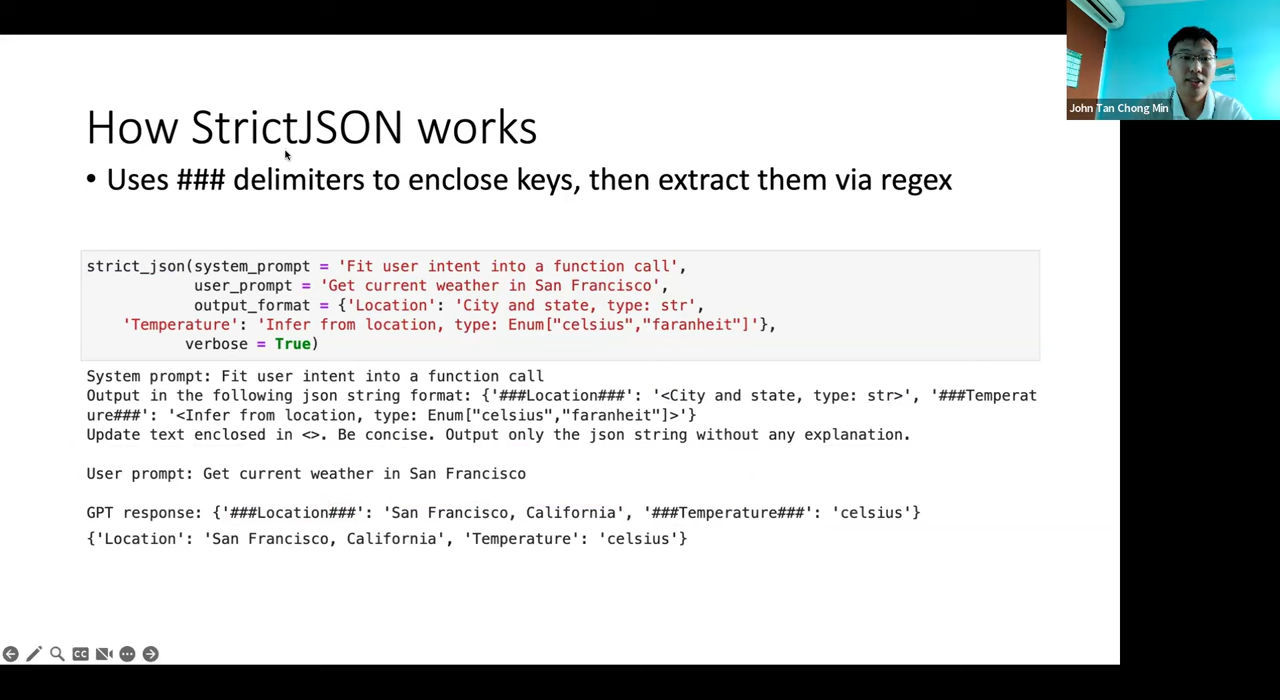 How StrictJSON works
• Uses ### delimiters to enclose keys, then extract them via regex
strict_json(system_prompt = 'Fit user intent into a function call',
user_prompt = 'Get current weather in San Francisco',
output_format = {'Location': 'City and state, type: str',
'Temperature': 'Infer from location, type: Enum["celsius","faranheit"]'},
verbose = True)
System prompt: Fit user intent into a function call
Output in the following json string format: {'###Location###': '<City and state, type: str>', '###Temperat
ure###': '<Infer from location, type: Enum["celsius","faranheit"]>'}
Update text enclosed in <>. Be concise. Output only the json string without any explanation.
User prompt: Get current weather in San Francisco
GPT response: {'###Location###': 'San Francisco, California', '###Temperature###': 'celsius'}
{'Location': 'San Francisco, California', 'Temperature': 'celsius'}
John Tan Chong Min
CC